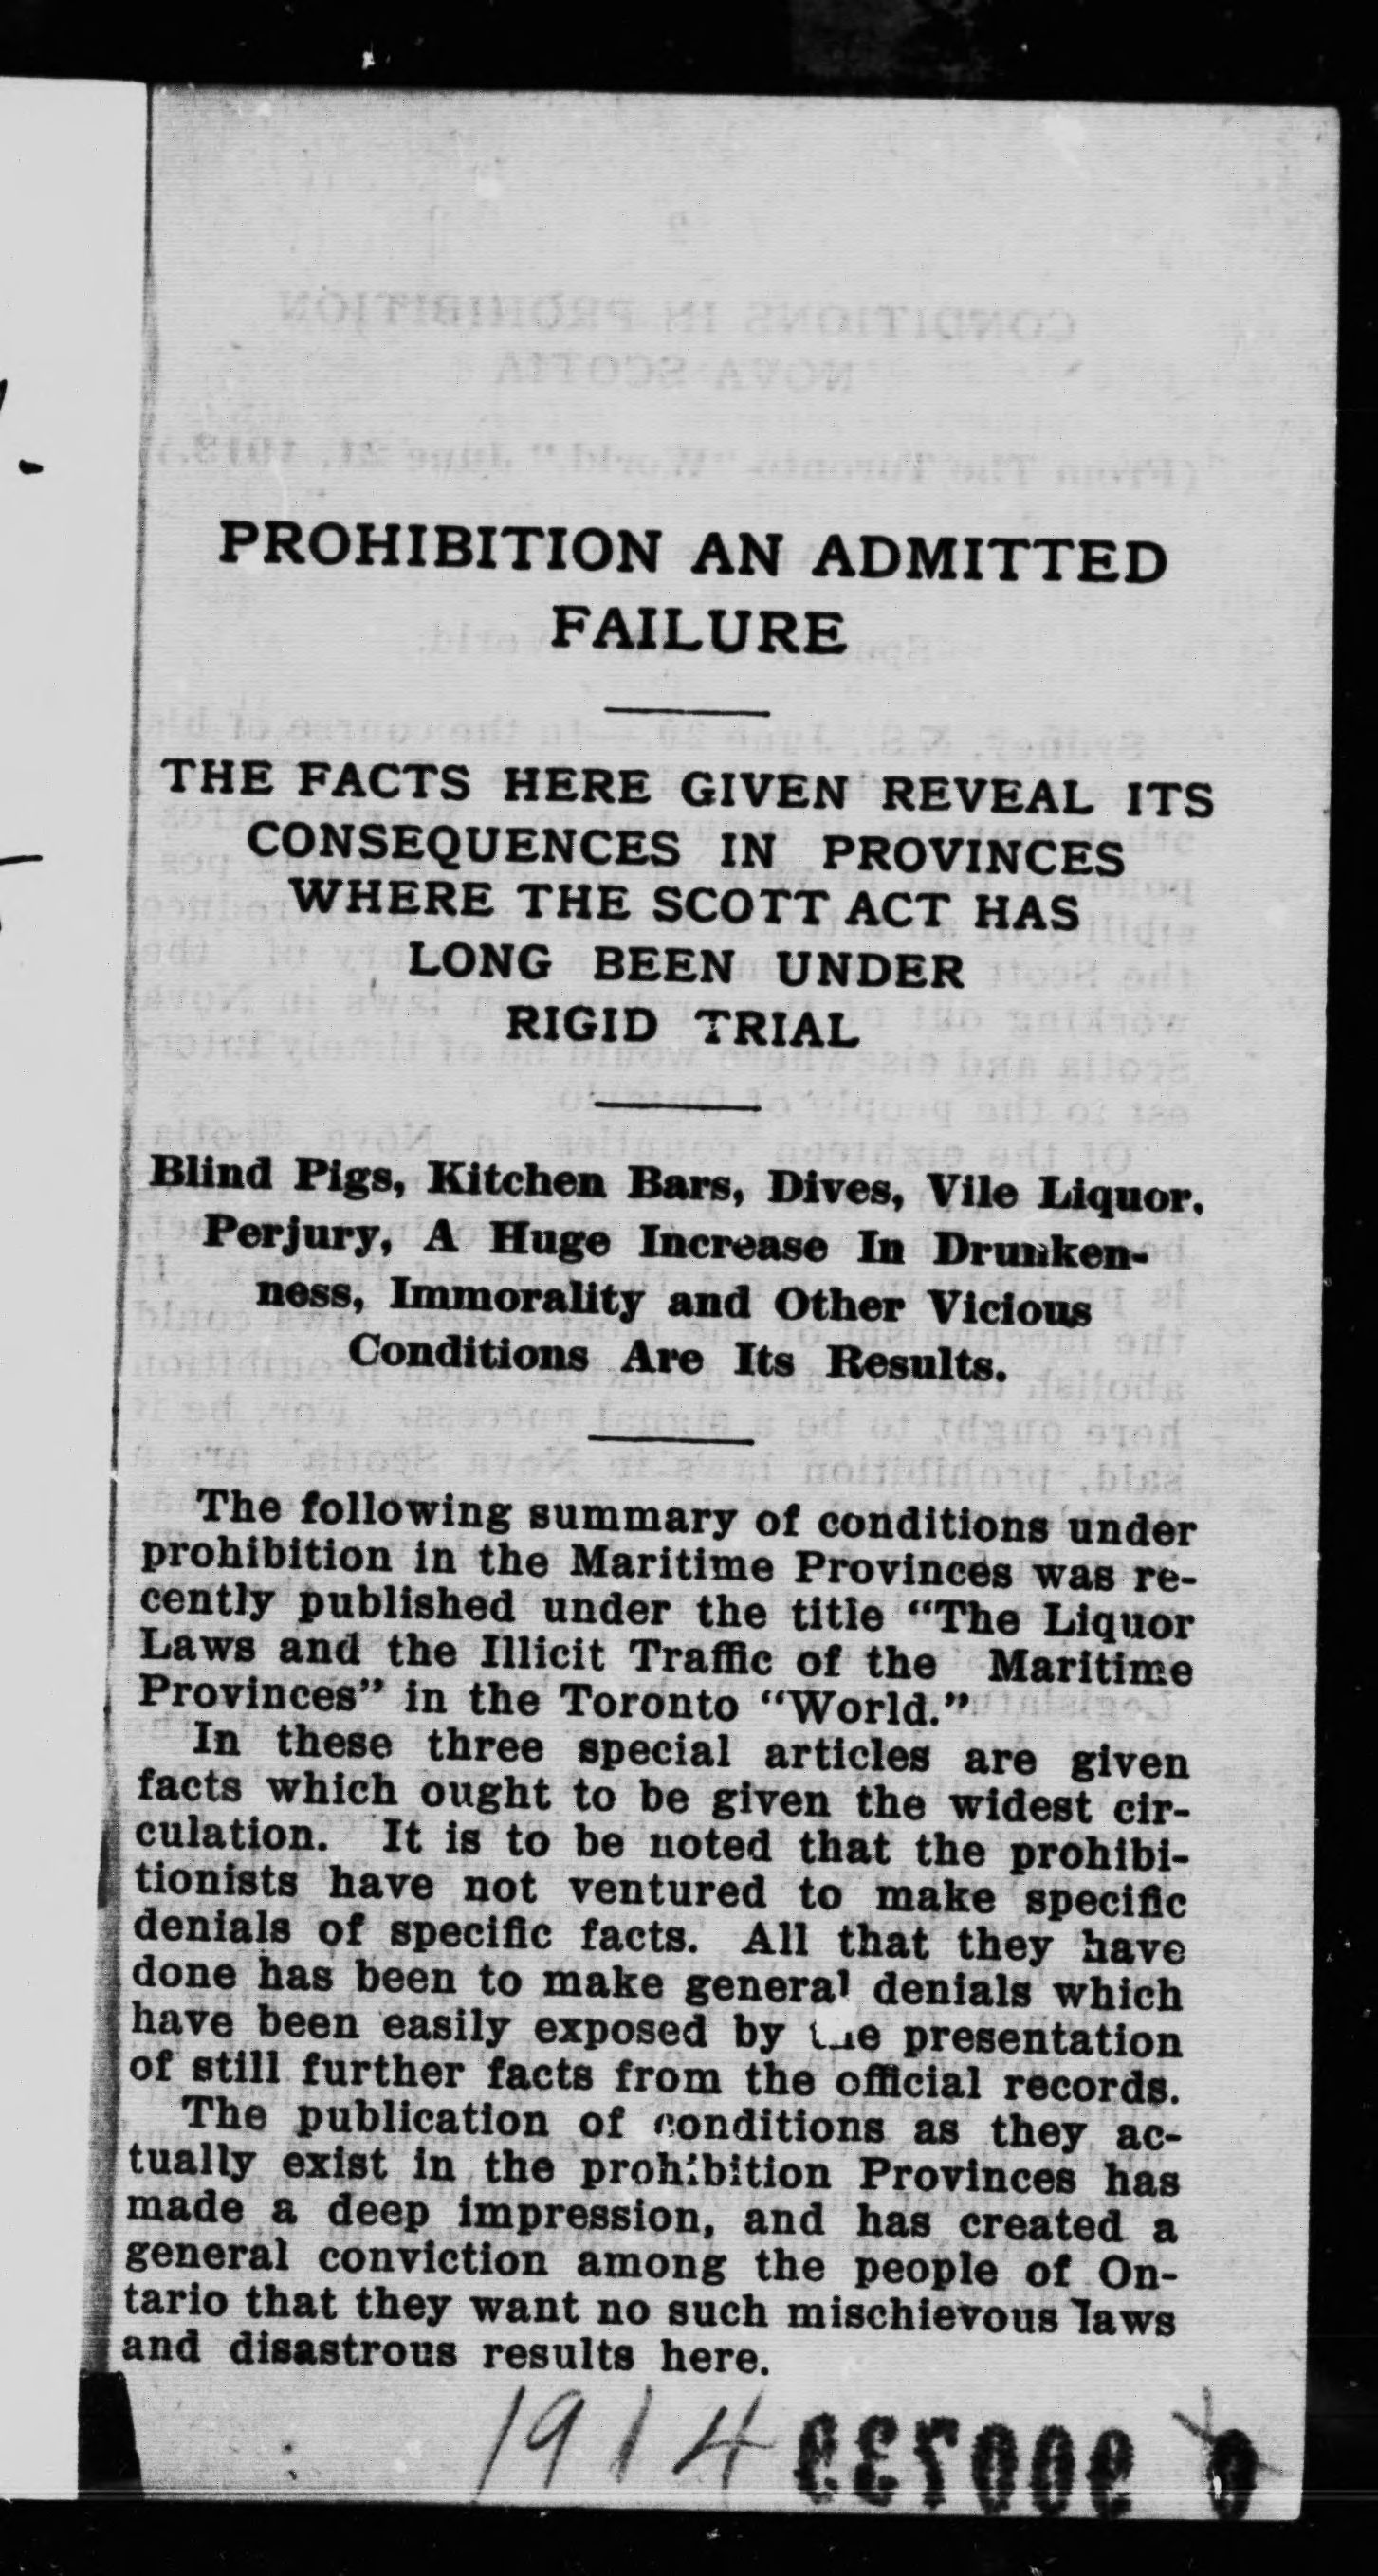 PROHIBITION AN ADMITTED
FAILURE
THE FACTS HERE GIVEN REVEAL ITS
CONSEQUENCES IN PROVINCES
WHERE THE SCOTT ACT HAS
LONG BEEN UNDER
RIGID TRIAL
Blind Pigs, Kitchen Bars, Dives, Vile Liquor,
Perjury, A Huge Increase In Drunken-
ness, Immorality and Other Vicious
Conditions Are Its Results.
The following summary of conditions under
prohibition in the Maritime Provinces was re-
cently published under the title “The Liquor
Laws and the Illicit Traffic of the Maritime
Provinces” in the Toronto “World.”
In these three special articles are given
facts which ought to be given the widest cir-
culation. It is to be noted that the prohibi-
tionists have not ventured to make specific
denials of specific facts. All that they have
done has been to make general denials which
have been easily exposed by the presentation
of still further facts from the official records.
The publication of conditions as they ac-
tually exist in the prohibition Provinces has
made a deep impression, and has created a
general conviction among the people of On-
tario that they want no such mischievous laws
and disastrous results here.
1914